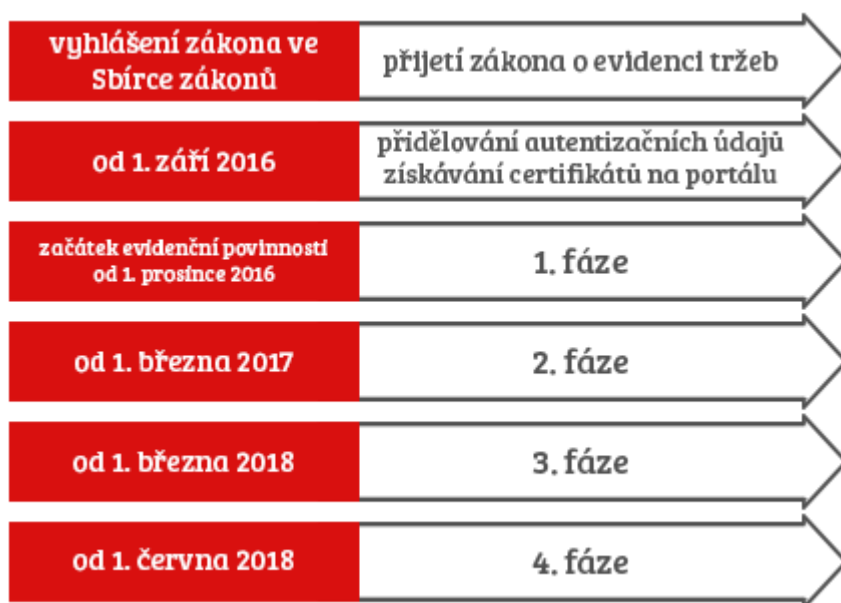 vyhlášení zákona ve
Sbírce zákonů
přijetí zákona o evidenci tržeb
od 1. září 2016
přidělování autentizačních údajů
získávání certifikátů na portálu
začátek evidenční povinností
od 1. prosince 2016
1. fáze
od 1. března 2017
2. fáze
od 1. března 2018
3. fáze
od 1. června 2018
4. fáze